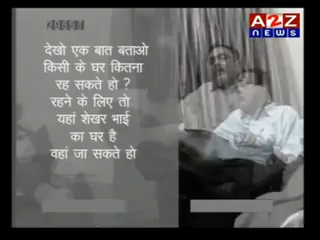 A2Z
NEWS
देखो एक बात बताओ
किसी के घर कितना
रह सकते हो ?
रहने के लिए तो
यहां शेखर भाई
का घर है
वहां जा सकते हो